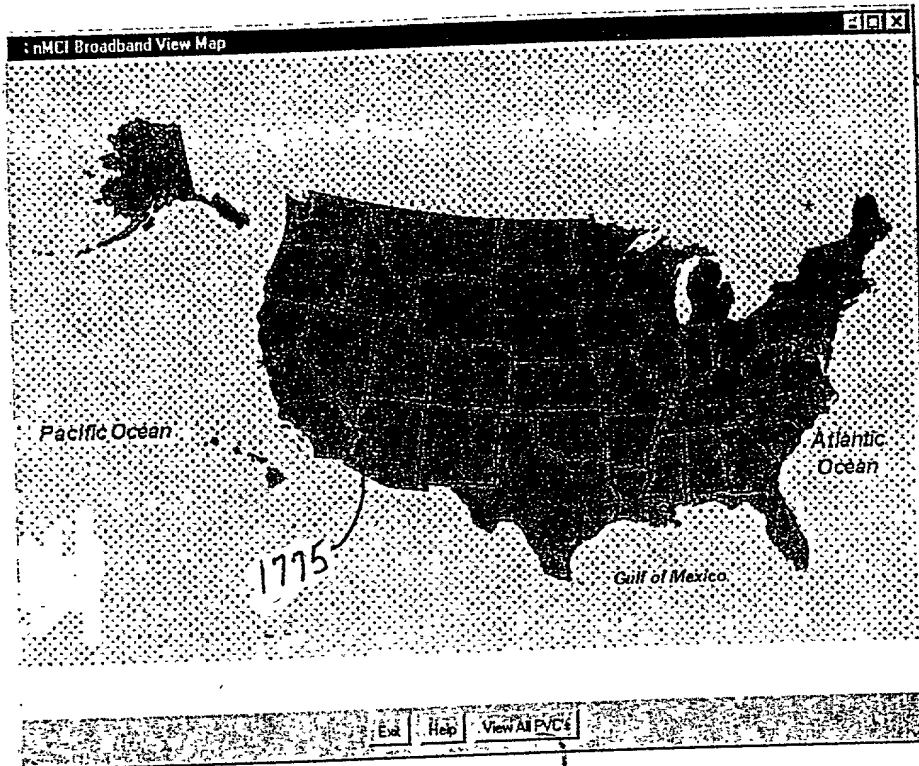 nMCI Broadband View Map
Pacific Ocean
Atlantic
Ocean
1775
Gulf of Mexico
Exit Help View All PVC's